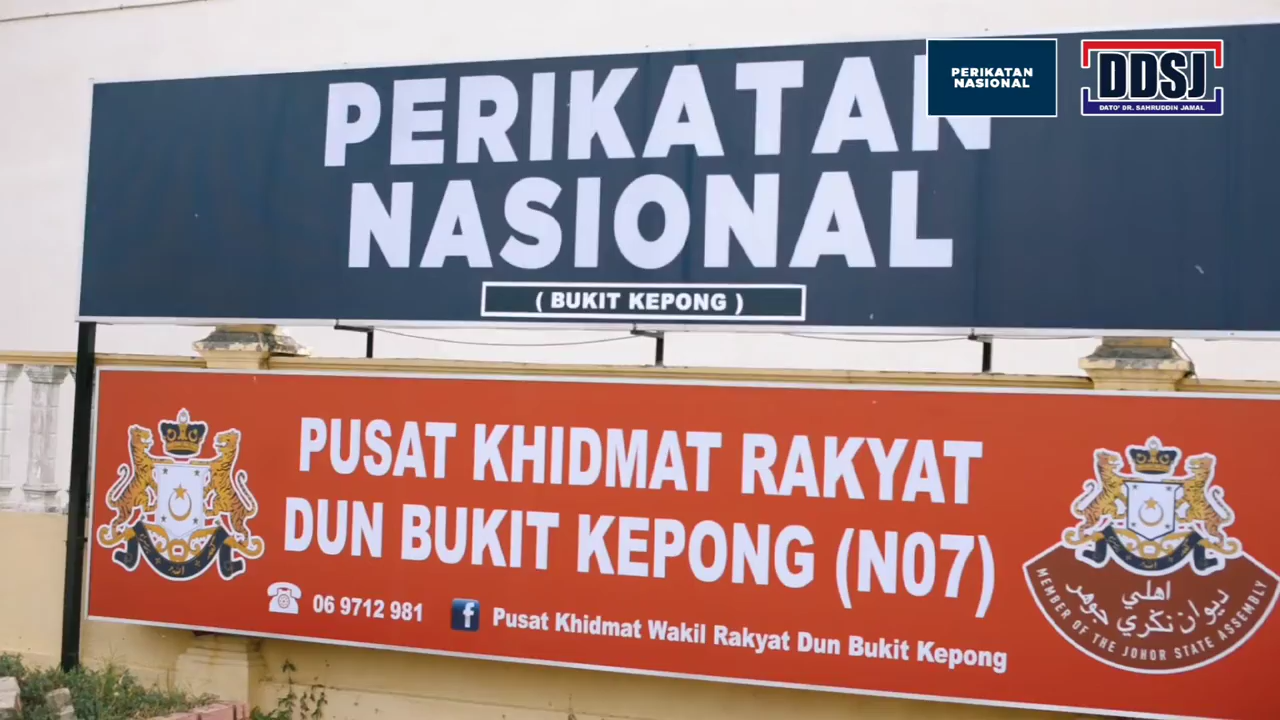 PERIKATAN
NASIONAL
( BUKIT KEPONG )
PERIKATAN
NASIONAL
DDSJ
DATO' DR. SAHRUDDIN JAMAL
PUSAT KHIDMAT RAKYAT
DUN BUKIT KEPONG (N07)
06 9712 981
Pusat Khidmat Wakil Rakyat Dun Bukit Kepong
اهلي
ديوان نݢري جوهر
MEMBER OF THE JOHOR STATE ASSEMBLY